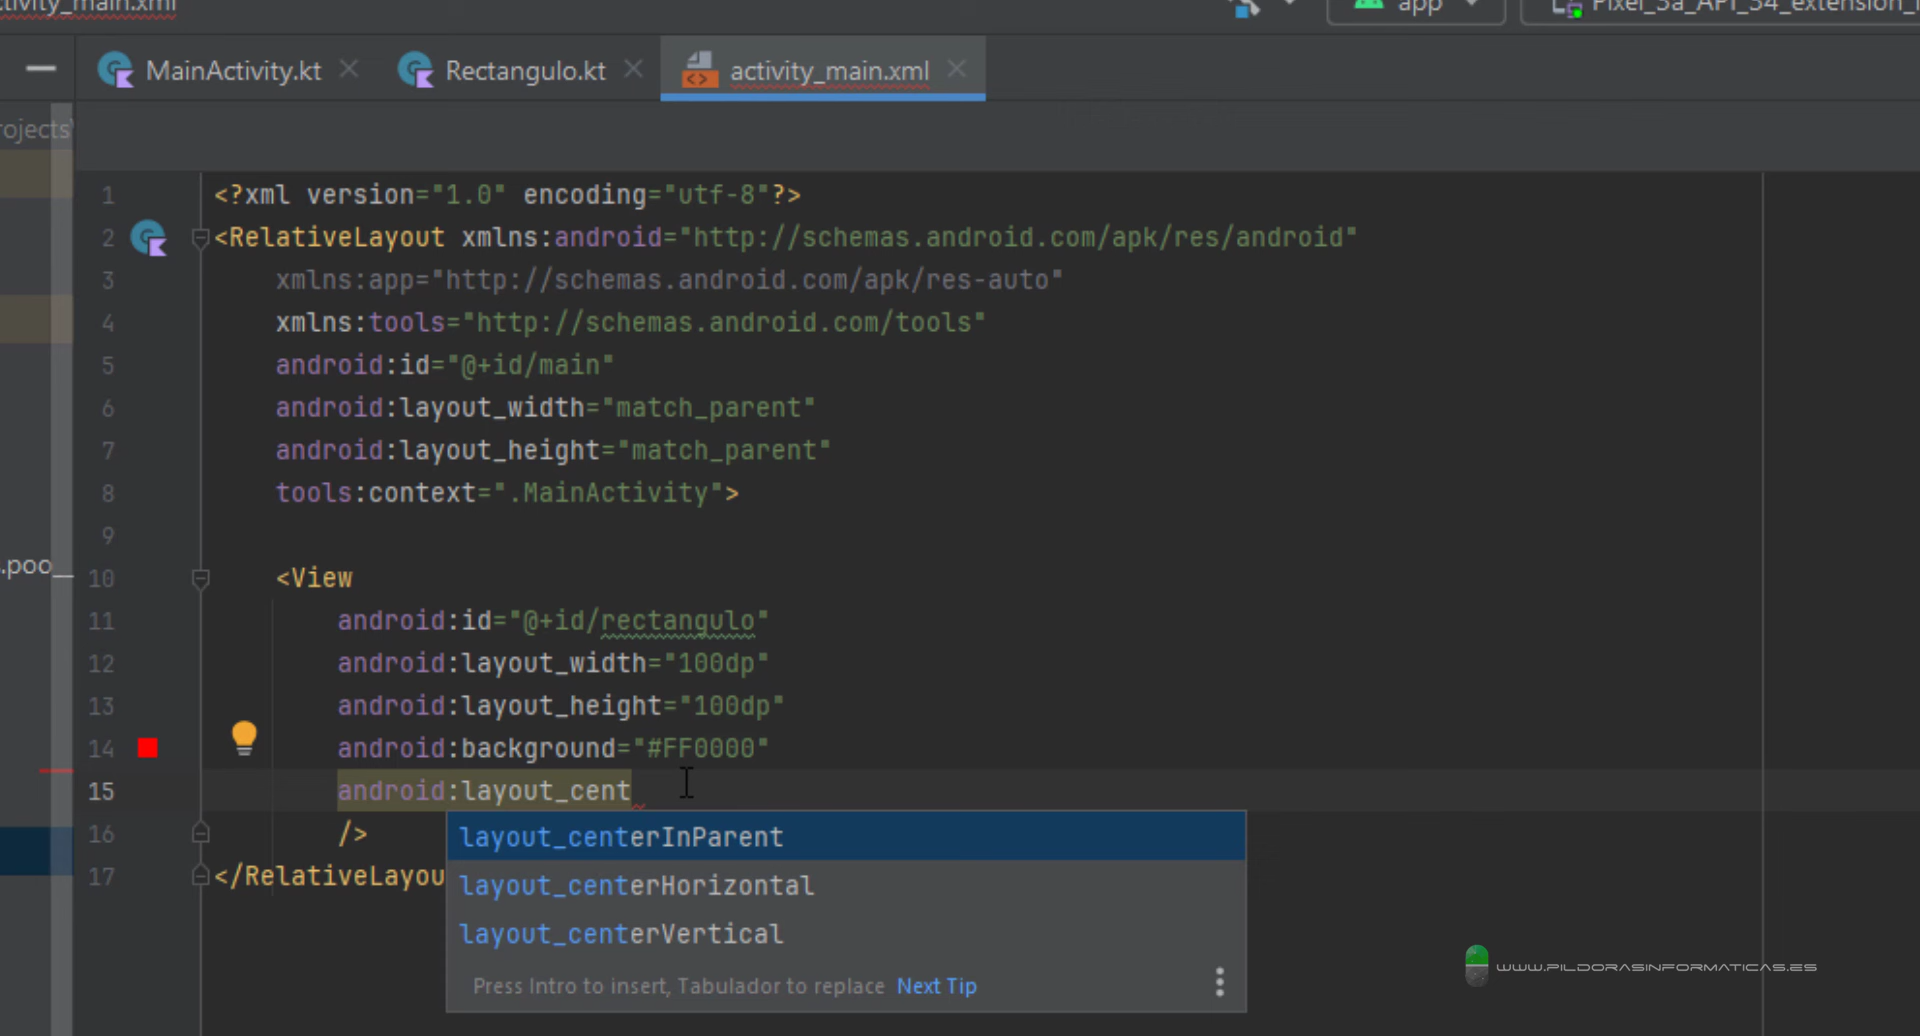 ctivity_main.xml
app
Pixel_3a_API_34_extension_
MainActivity.kt
Rectangulo.kt
activity_main.xml
rojects\
.poo
1 <?xml version="1.0" encoding="utf-8"?>
2 <RelativeLayout xmlns:android="http://schemas.android.com/apk/res/android"
3 xmlns:app="http://schemas.android.com/apk/res-auto"
4 xmlns:tools="http://schemas.android.com/tools"
5 android:id="@+id/main"
6 android:layout_width="match_parent"
7 android:layout_height="match_parent"
8 tools:context=".MainActivity">
9
10 <View
11 android:id="@+id/rectangulo"
12 android:layout_width="100dp"
13 android:layout_height="100dp"
14 android:background="#FF0000"
15 android:layout_cent
16 />
17 </RelativeLayou
layout_centerInParent
layout_centerHorizontal
layout_centerVertical
Press Intro to insert, Tabulador to replace Next Tip
WWW.PILDORASINFORMATICAS.ES